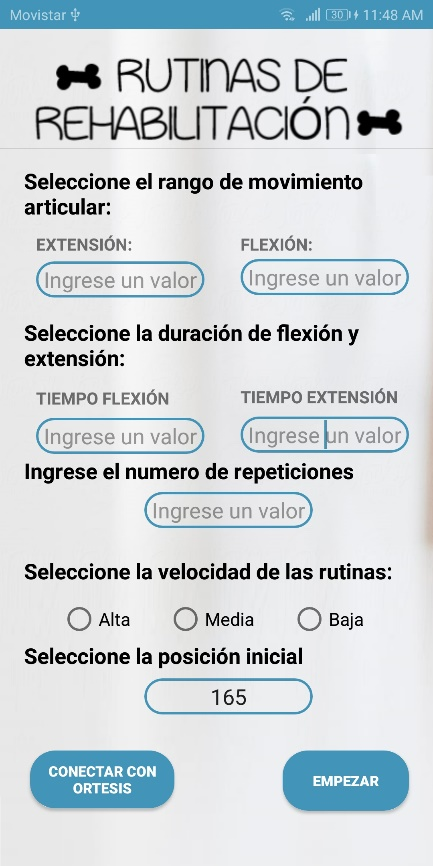 Movistar 30 11:48 AM
RUTINAS DE
REHABILITACIÓN
Seleccione el rango de movimiento
articular:
EXTENSIÓN: FLEXIÓN:
Ingrese un valor Ingrese un valor
Seleccione la duración de flexión y
extensión:
TIEMPO FLEXIÓN TIEMPO EXTENSIÓN
Ingrese un valor Ingrese un valor
Ingrese el numero de repeticiones
Ingrese un valor
Seleccione la velocidad de las rutinas:
Alta Media Baja
Seleccione la posición inicial
165
CONECTAR CON
ORTESIS
EMPEZAR